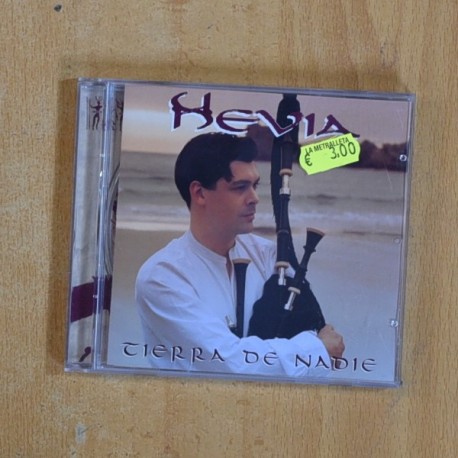 HEVIA
LA METRALLETA
€ 3,00
TIERRA DE NADIE